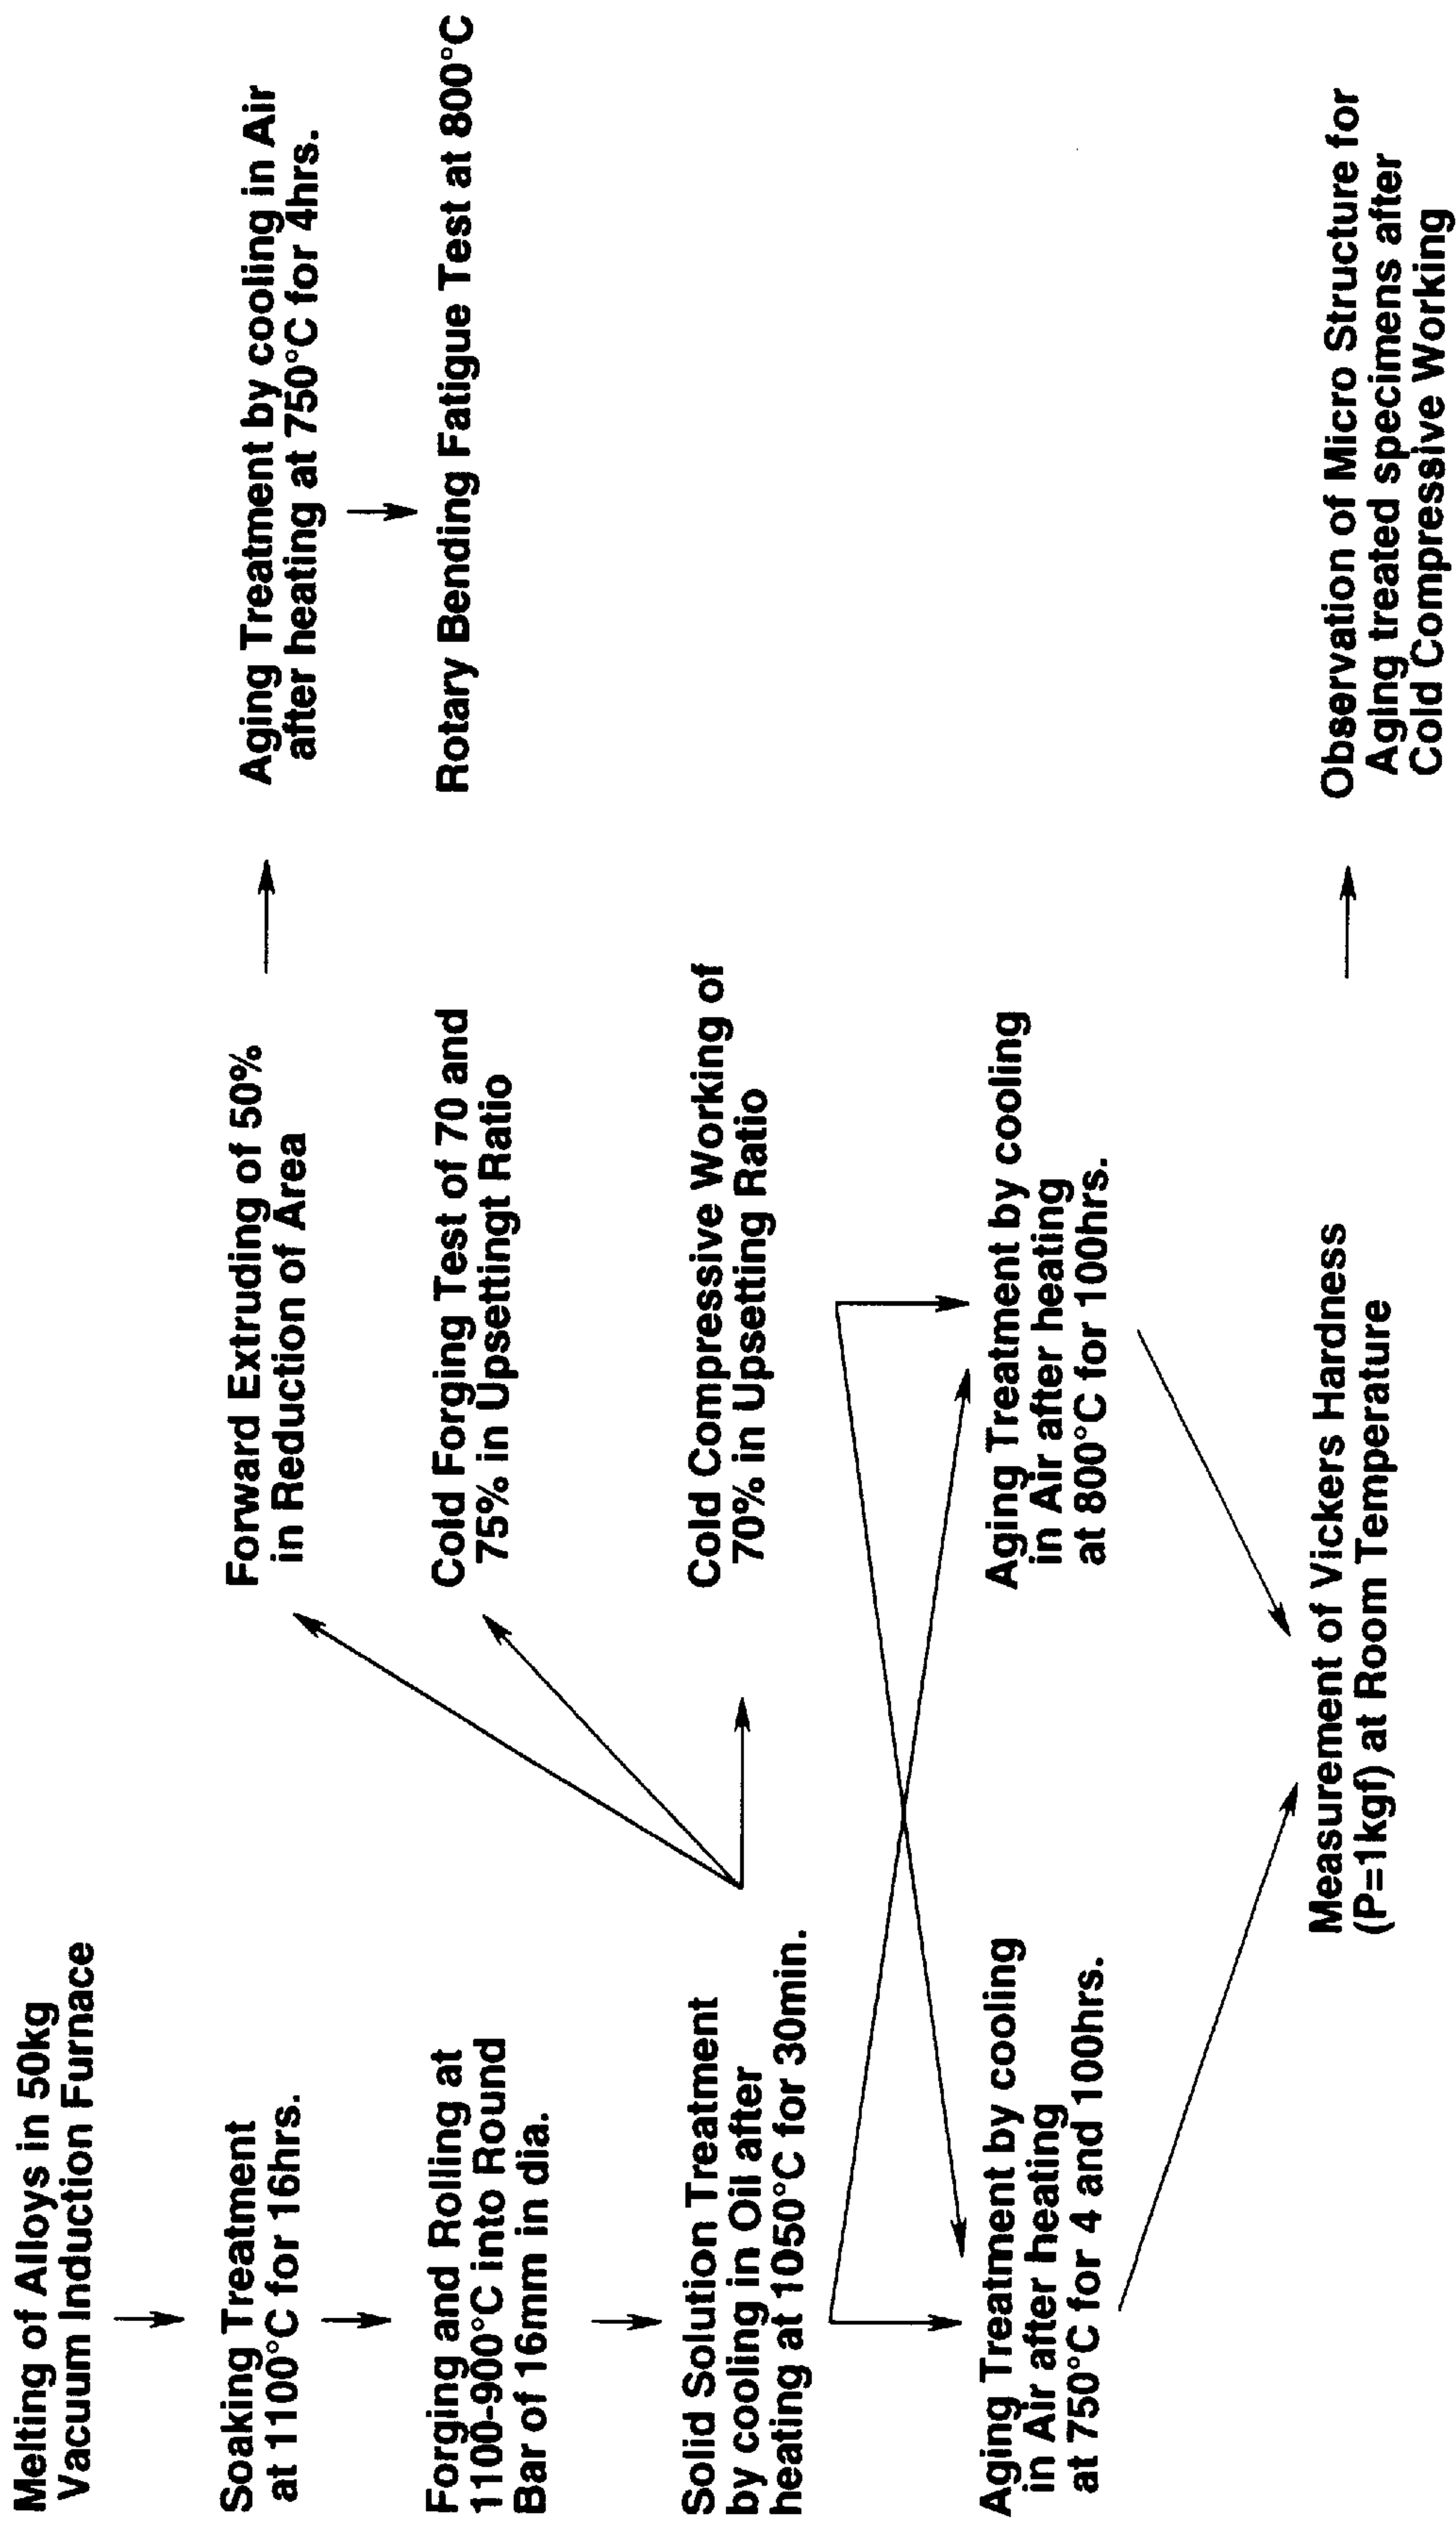 Melting of Alloys in 50kg
Vacuum Induction Furnace
Soaking Treatment
at 1100°C for 16hrs.
Forging and Rolling at
1100-900°C into Round
Bar of 16mm in dia.
Solid Solution Treatment
by cooling in Oil after
heating at 1050°C for 30min.
Forward Extruding of 50%
in Reduction of Area
Aging Treatment by cooling in Air
after heating at 750°C for 4hrs.
Rotary Bending Fatigue Test at 800°C
Cold Forging Test of 70 and
75% in Upsettingt Ratio
Cold Compressive Working of
70% in Upsetting Ratio
Aging Treatment by cooling
in Air after heating
at 750°C for 4 and 100hrs.
Aging Treatment by cooling
in Air after heating
at 800°C for 100hrs.
Measurement of Vickers Hardness
(P=1kgf) at Room Temperature
Observation of Micro Structure for
Aging treated specimens after
Cold Compressive Working